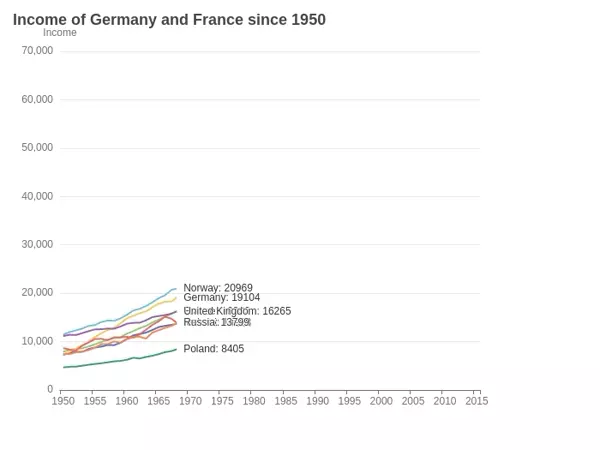 Income of Germany and France since 1950
Income
70,000
60,000
50,000
40,000
30,000
20,000
10,000
0
Norway: 20969
Germany: 19104
United Kingdom: 16265
Russia: 13799
Poland: 8405
1950 1955 1960 1965 1970 1975 1980 1985 1990 1995 2000 2005 2010 2015